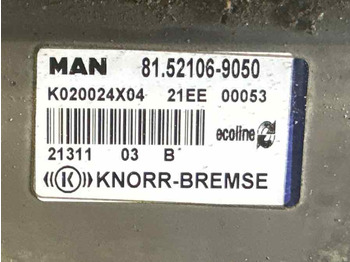 MAN 81.52106-9050
K020024X04 21EE 00053
ecoline
21311 03 B
((((K)))) KNORR-BREMSE